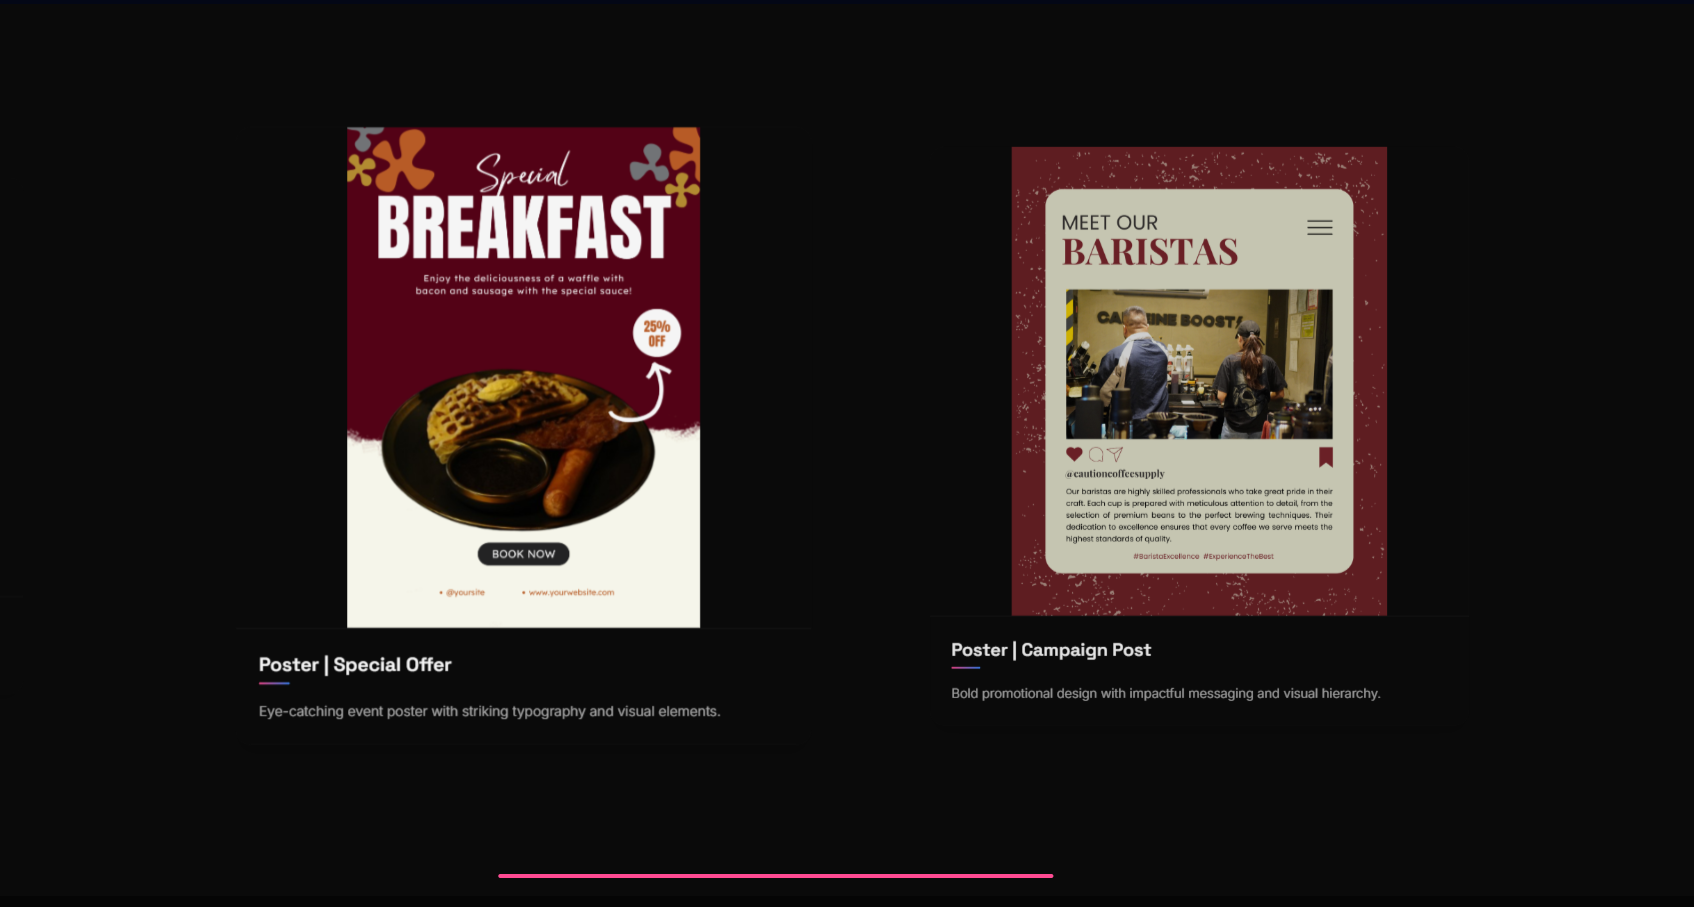 Special
BREAKFAST
Enjoy the deliciousness of a waffle with
bacon and sausage with the special sauce!
25%
OFF
BOOK NOW
• @yoursite
• www.yourwebsite.com
Poster | Special Offer
Eye-catching event poster with striking typography and visual elements.
MEET OUR
BARISTAS
CAFFEINE BOOST
@cautioncoffeesupply
Our baristas are highly skilled professionals who take great pride in their
craft. Each cup is prepared with meticulous attention to detail, from the
selection of premium beans to the perfect brewing techniques. Their
dedication to excellence ensures that every coffee we serve meets the
highest standards of quality.
#BaristaExcellence #ExperienceTheBest
Poster | Campaign Post
Bold promotional design with impactful messaging and visual hierarchy.